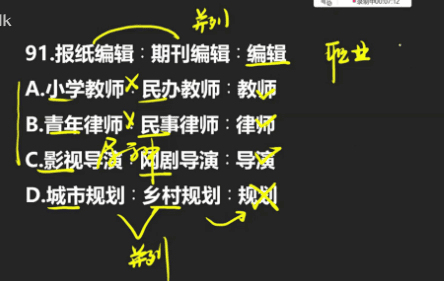 lk
并列
91.报纸编辑：期刊编辑：编辑
职业
A.小学教师：民办教师：教师
B.青年律师：民事律师：律师
C.影视导演：网剧导演：导演
D.城市规划：乡村规划：规划
并列